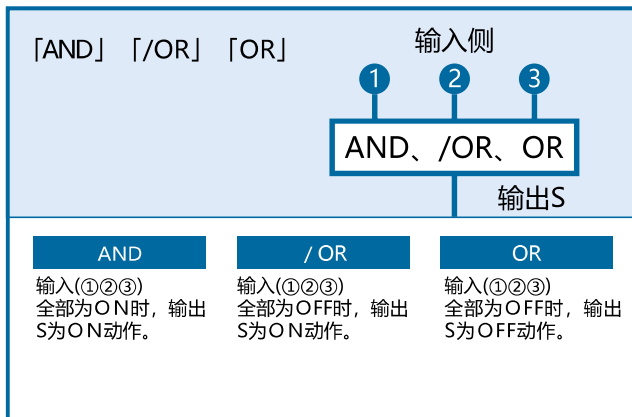 「AND」「/OR」「OR」
输入侧
1 2 3
AND、/OR、OR
输出S
AND
输入(①②③)
全部为ＯＮ时，输出
S为ＯＮ动作。
/ OR
输入(①②③)
全部为OFF时，输出
S为ＯＮ动作。
OR
输入(①②③)
全部为OFF时，输出
S为OFF动作。